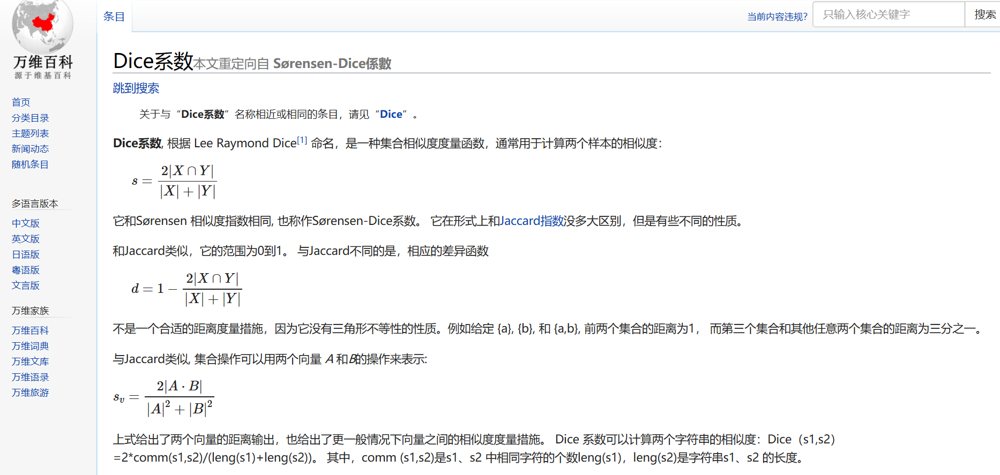 条目
当前内容违规?
只输入核心关键字
搜索
万维百科
源于维基百科
首页
分类目录
主题列表
新闻动态
随机条目
多语言版本
中文版
英文版
日语版
粤语版
文言版
万维家族
万维百科
万维词典
万维文库
万维语录
万维旅游
Dice系数本文重定向自 Sørensen-Dice係數
跳到搜索
关于与“Dice系数”名称相近或相同的条目，请见“Dice”。
Dice系数, 根据 Lee Raymond Dice[1] 命名，是一种集合相似度度量函数，通常用于计算两个样本的相似度：
s = 2|X ∩ Y| / |X| + |Y|
它和Sørensen 相似度指数相同, 也称作Sørensen-Dice系数。 它在形式上和Jaccard指数没多大区别，但是有些不同的性质。
和Jaccard类似，它的范围为0到1。 与Jaccard不同的是，相应的差异函数
d = 1 − 2|X ∩ Y| / |X| + |Y|
不是一个合适的距离度量措施，因为它没有三角形不等性的性质。例如给定 {a}, {b}, 和 {a,b}, 前两个集合的距离为1， 而第三个集合和其他任意两个集合的距离为三分之一。
与Jaccard类似, 集合操作可以用两个向量 A 和B的操作来表示:
s_v = 2|A · B| / |A|² + |B|²
上式给出了两个向量的距离输出，也给出了更一般情况下向量之间的相似度度量措施。 Dice 系数可以计算两个字符串的相似度：Dice（s1,s2）
=2*comm(s1,s2)/(leng(s1)+leng(s2))。 其中，comm (s1,s2)是s1、s2 中相同字符的个数leng(s1)，leng(s2)是字符串s1、s2 的长度。